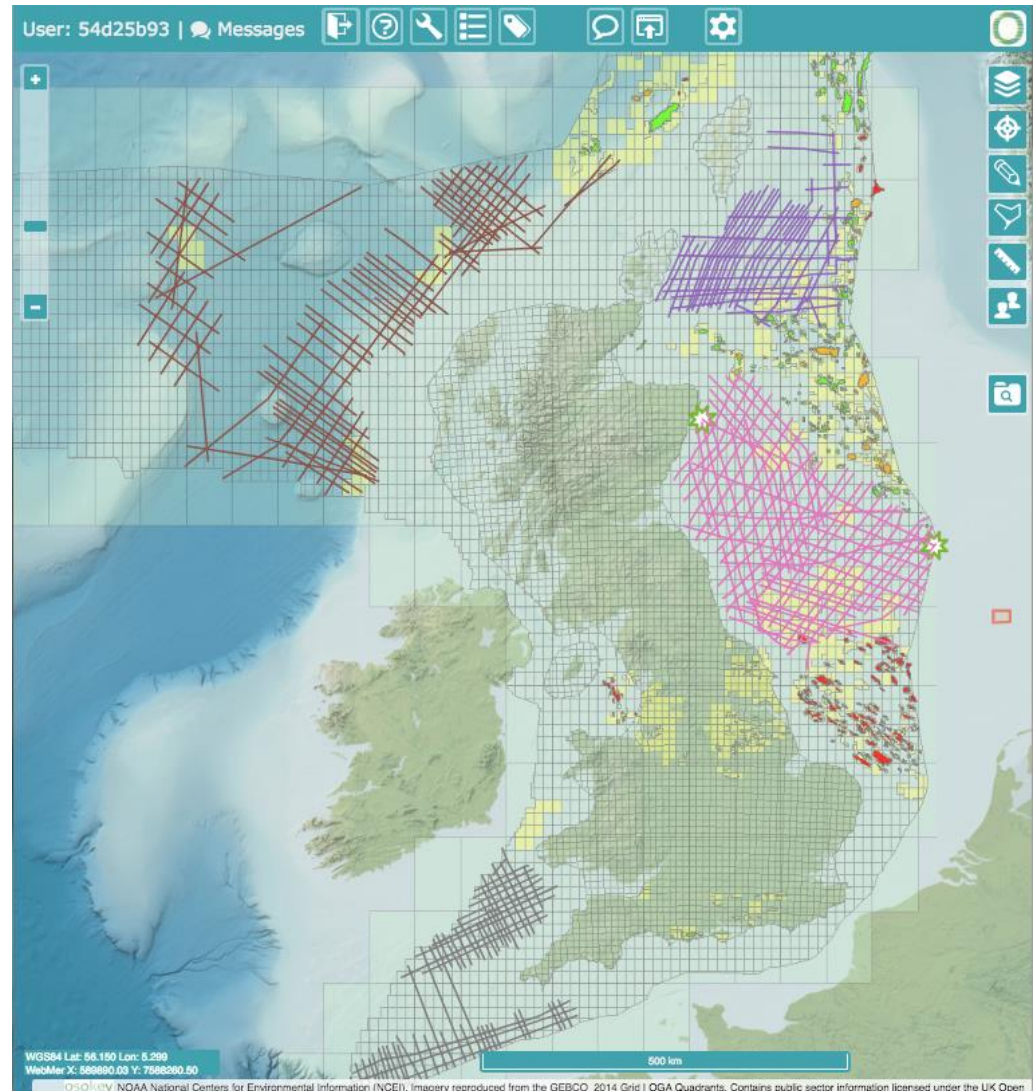 User: 54d25b93 | Messages
500 km
WGS84 Lat: 56.150 Lon: 5.299
WebMer X: 589890.03 Y: 7588260.50
osokey NOAA National Centers for Environmental Information (NCEI). Imagery reproduced from the GEBCO_2014 Grid | OGA Quadrants. Contains public sector information licensed under the UK Open